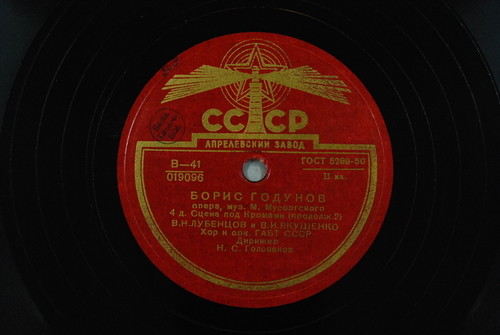 СССР
АПРЕЛЕВСКИЙ ЗАВОД
В—41
019096
ГОСТ 5289-50
II кл.
БОРИС ГОДУНОВ
опера, муз. М. Мусоргского
4 д. Сцена под Кромами (продолж.2)
В.Н.ЛУБЕНЦОВ и В.И.ЯКУШЕНКО
Хор и орк. ГАБТ СССР
Дирижер
Н. С. Голованов